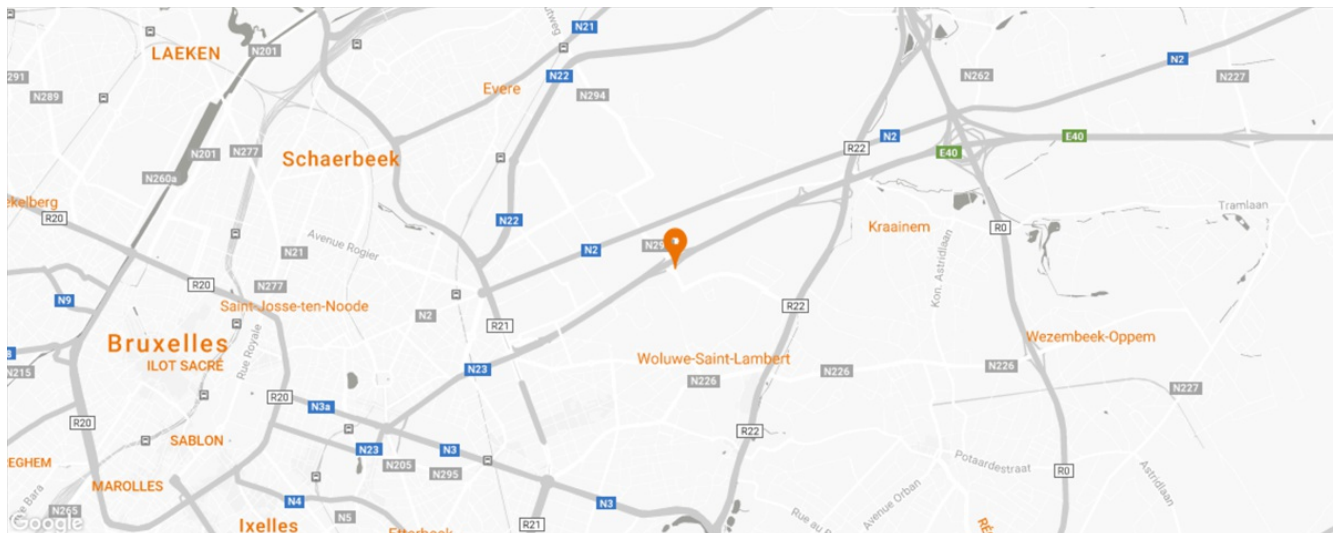 N21
utweg
LAEKEN
N201
N22
N2
N262
N227
N291
N289
Evere
N294
N201
N277
Schaerbeek
N2
R22
E40
E40
N260a
ekelberg
R20
N22
Tramlaan
Avenue Rogier
N21
N2
Kraainem
R0
Kon. Astridlaan
R20
N277
N9
Saint-Josse-ten-Noode
R22
N2
R21
Bruxelles
Rue Royale
Wezembeek-Oppem
ILOT SACRÉ
Woluwe-Saint-Lambert
N215
N23
N226
N226
N226
N227
R20
N3a
R20
SABLON
N23
N3
R22
N205
N295
Potaardestraat
R0
Astridlaan
MAROLLES
Avenue Orban
N265
N4
N3
Ixelles
N5
R21
Google